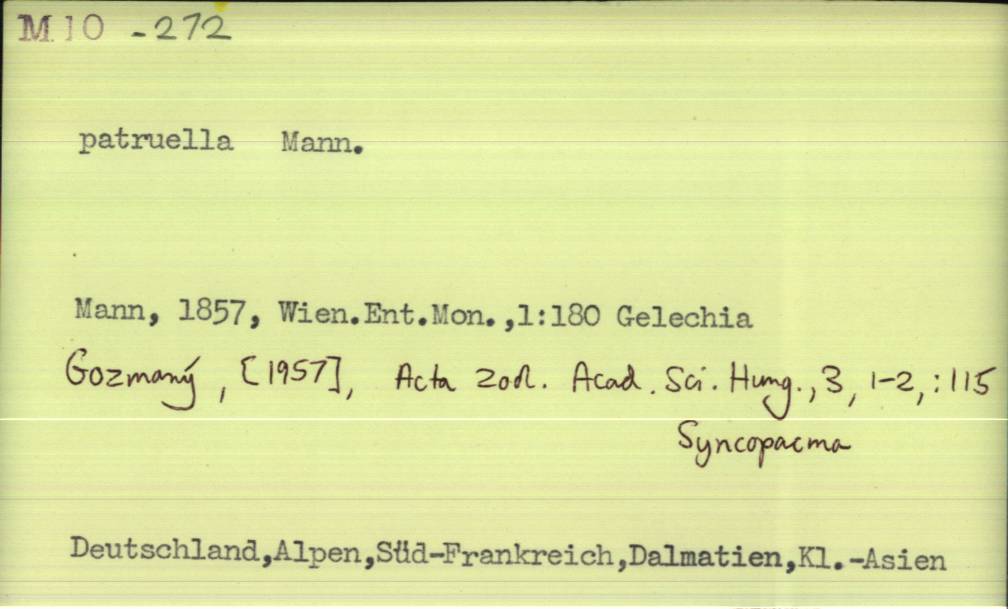 M10 -272
patruella Mann.
Mann, 1857, Wien.Ent.Mon.,1:180 Gelechia
Gozmaný, [1957], Acta Zool. Acad. Sci. Hung., 3, 1-2,:115
Syncopacma
Deutschland,Alpen,Süd-Frankreich,Dalmatien,Kl.-Asien